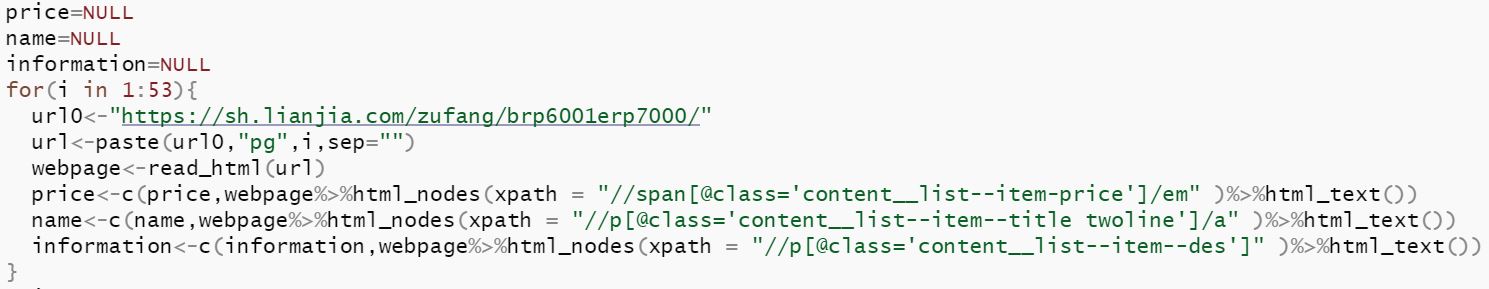 price=NULL
name=NULL
information=NULL
for(i in 1:53){
  url0<-"https://sh.lianjia.com/zufang/brp6001erp7000/"
  url<-paste(url0,"pg",i,sep="")
  webpage<-read_html(url)
  price<-c(price,webpage%>%html_nodes(xpath = "//span[@class='content__list--item-price']/em" )%>%html_text())
  name<-c(name,webpage%>%html_nodes(xpath = "//p[@class='content__list--item--title twoline']/a" )%>%html_text())
  information<-c(information,webpage%>%html_nodes(xpath = "//p[@class='content__list--item--des']" )%>%html_text())
}